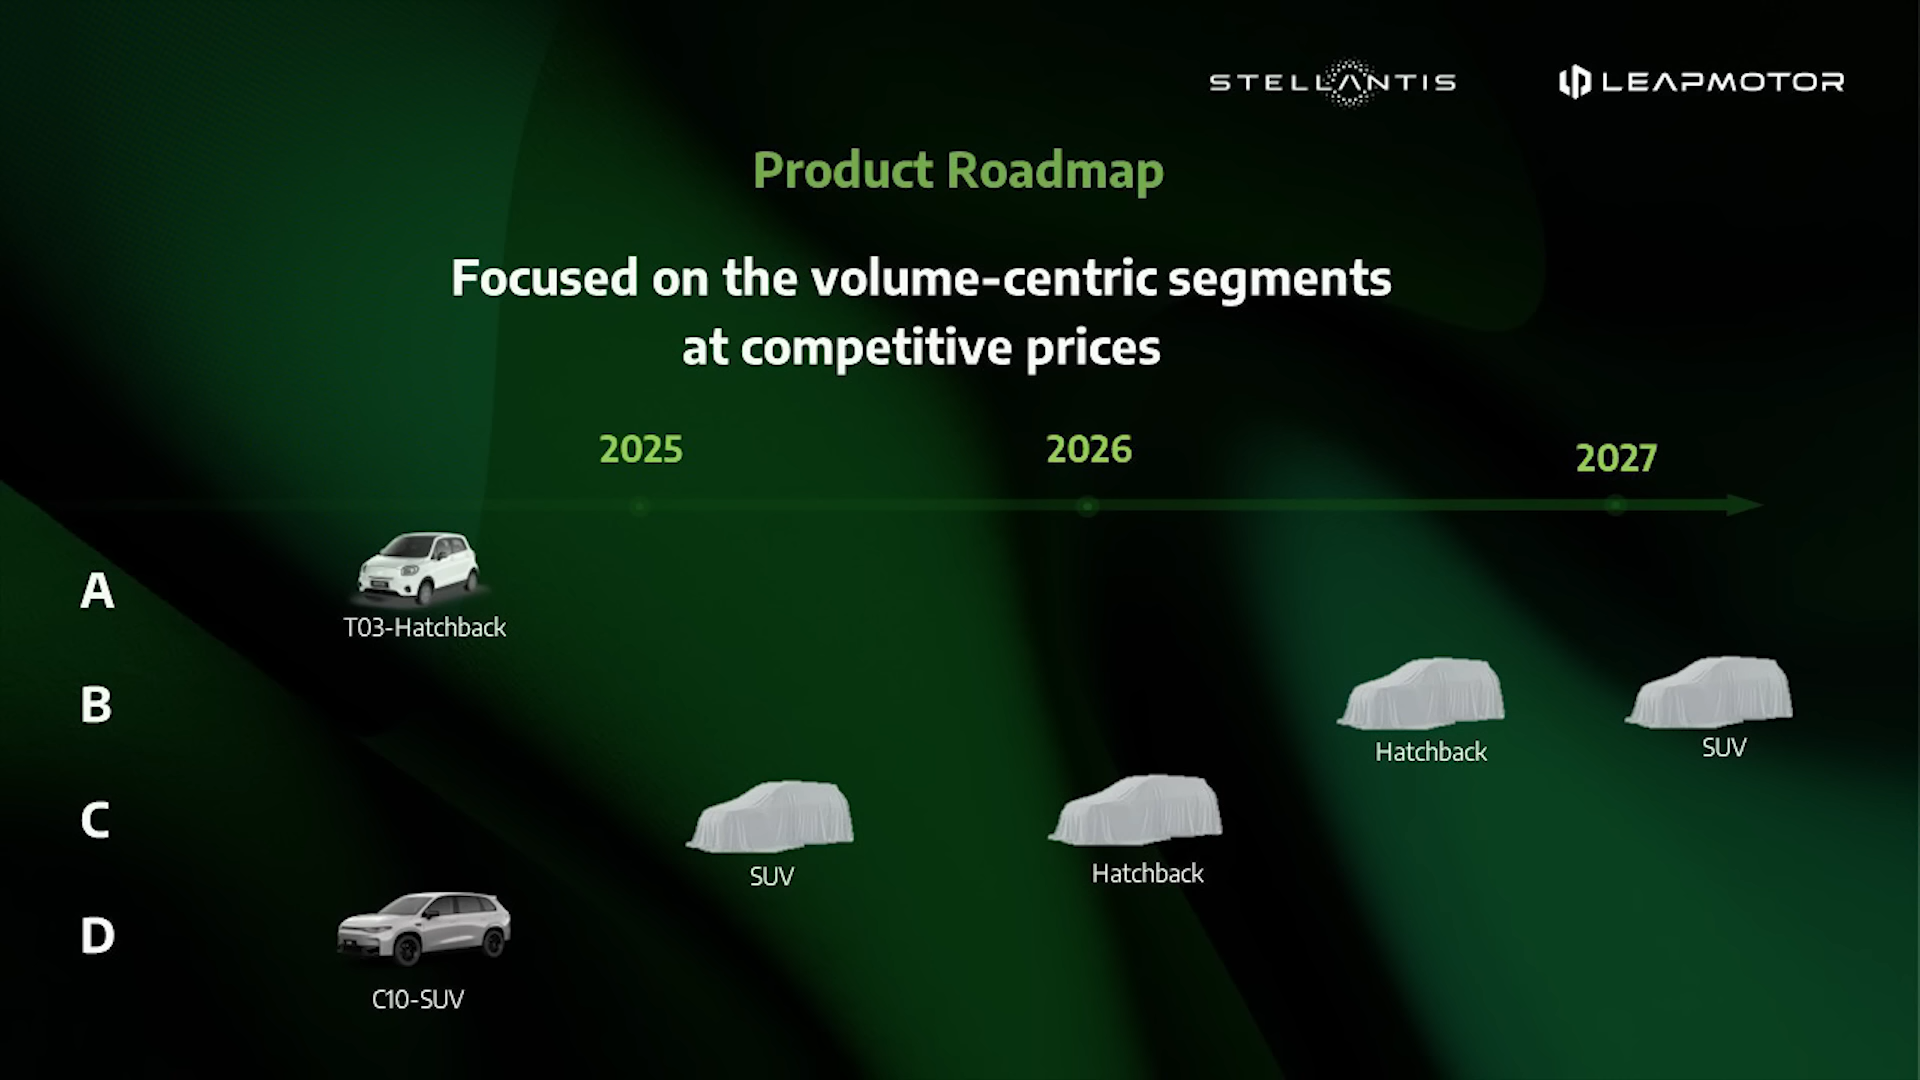 STELLANTIS
LEAPMOTOR
Product Roadmap
Focused on the volume-centric segments
at competitive prices
2025
2026
2027
A
T03-Hatchback
B
Hatchback
SUV
C
SUV
Hatchback
D
C10-SUV